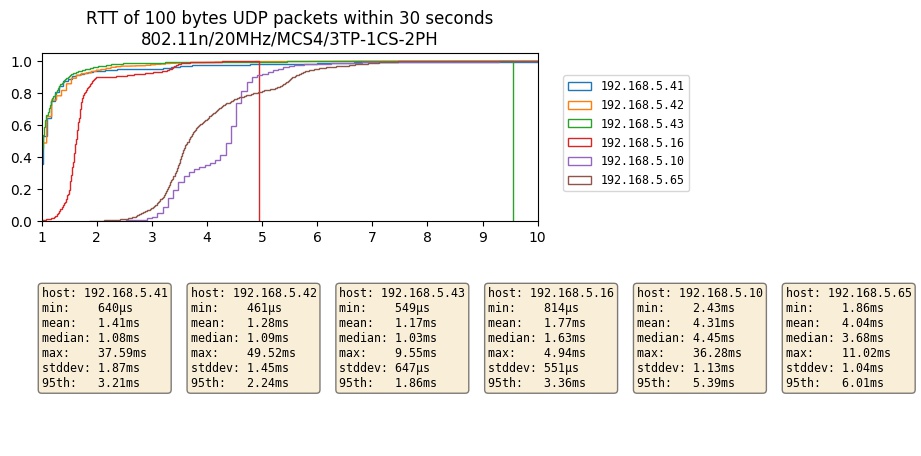 RTT of 100 bytes UDP packets within 30 seconds
802.11n/20MHz/MCS4/3TP-1CS-2PH
1.0
0.8
0.6
0.4
0.2
0.0
1 2 3 4 5 6 7 8 9 10
192.168.5.41
192.168.5.42
192.168.5.43
192.168.5.16
192.168.5.10
192.168.5.65
host: 192.168.5.41
min: 640µs
mean: 1.41ms
median: 1.08ms
max: 37.59ms
stddev: 1.87ms
95th: 3.21ms
host: 192.168.5.42
min: 461µs
mean: 1.28ms
median: 1.09ms
max: 49.52ms
stddev: 1.45ms
95th: 2.24ms
host: 192.168.5.43
min: 549µs
mean: 1.17ms
median: 1.03ms
max: 9.55ms
stddev: 647µs
95th: 1.86ms
host: 192.168.5.16
min: 814µs
mean: 1.77ms
median: 1.63ms
max: 4.94ms
stddev: 551µs
95th: 3.36ms
host: 192.168.5.10
min: 2.43ms
mean: 4.31ms
median: 4.45ms
max: 36.28ms
stddev: 1.13ms
95th: 5.39ms
host: 192.168.5.65
min: 1.86ms
mean: 4.04ms
median: 3.68ms
max: 11.02ms
stddev: 1.04ms
95th: 6.01ms